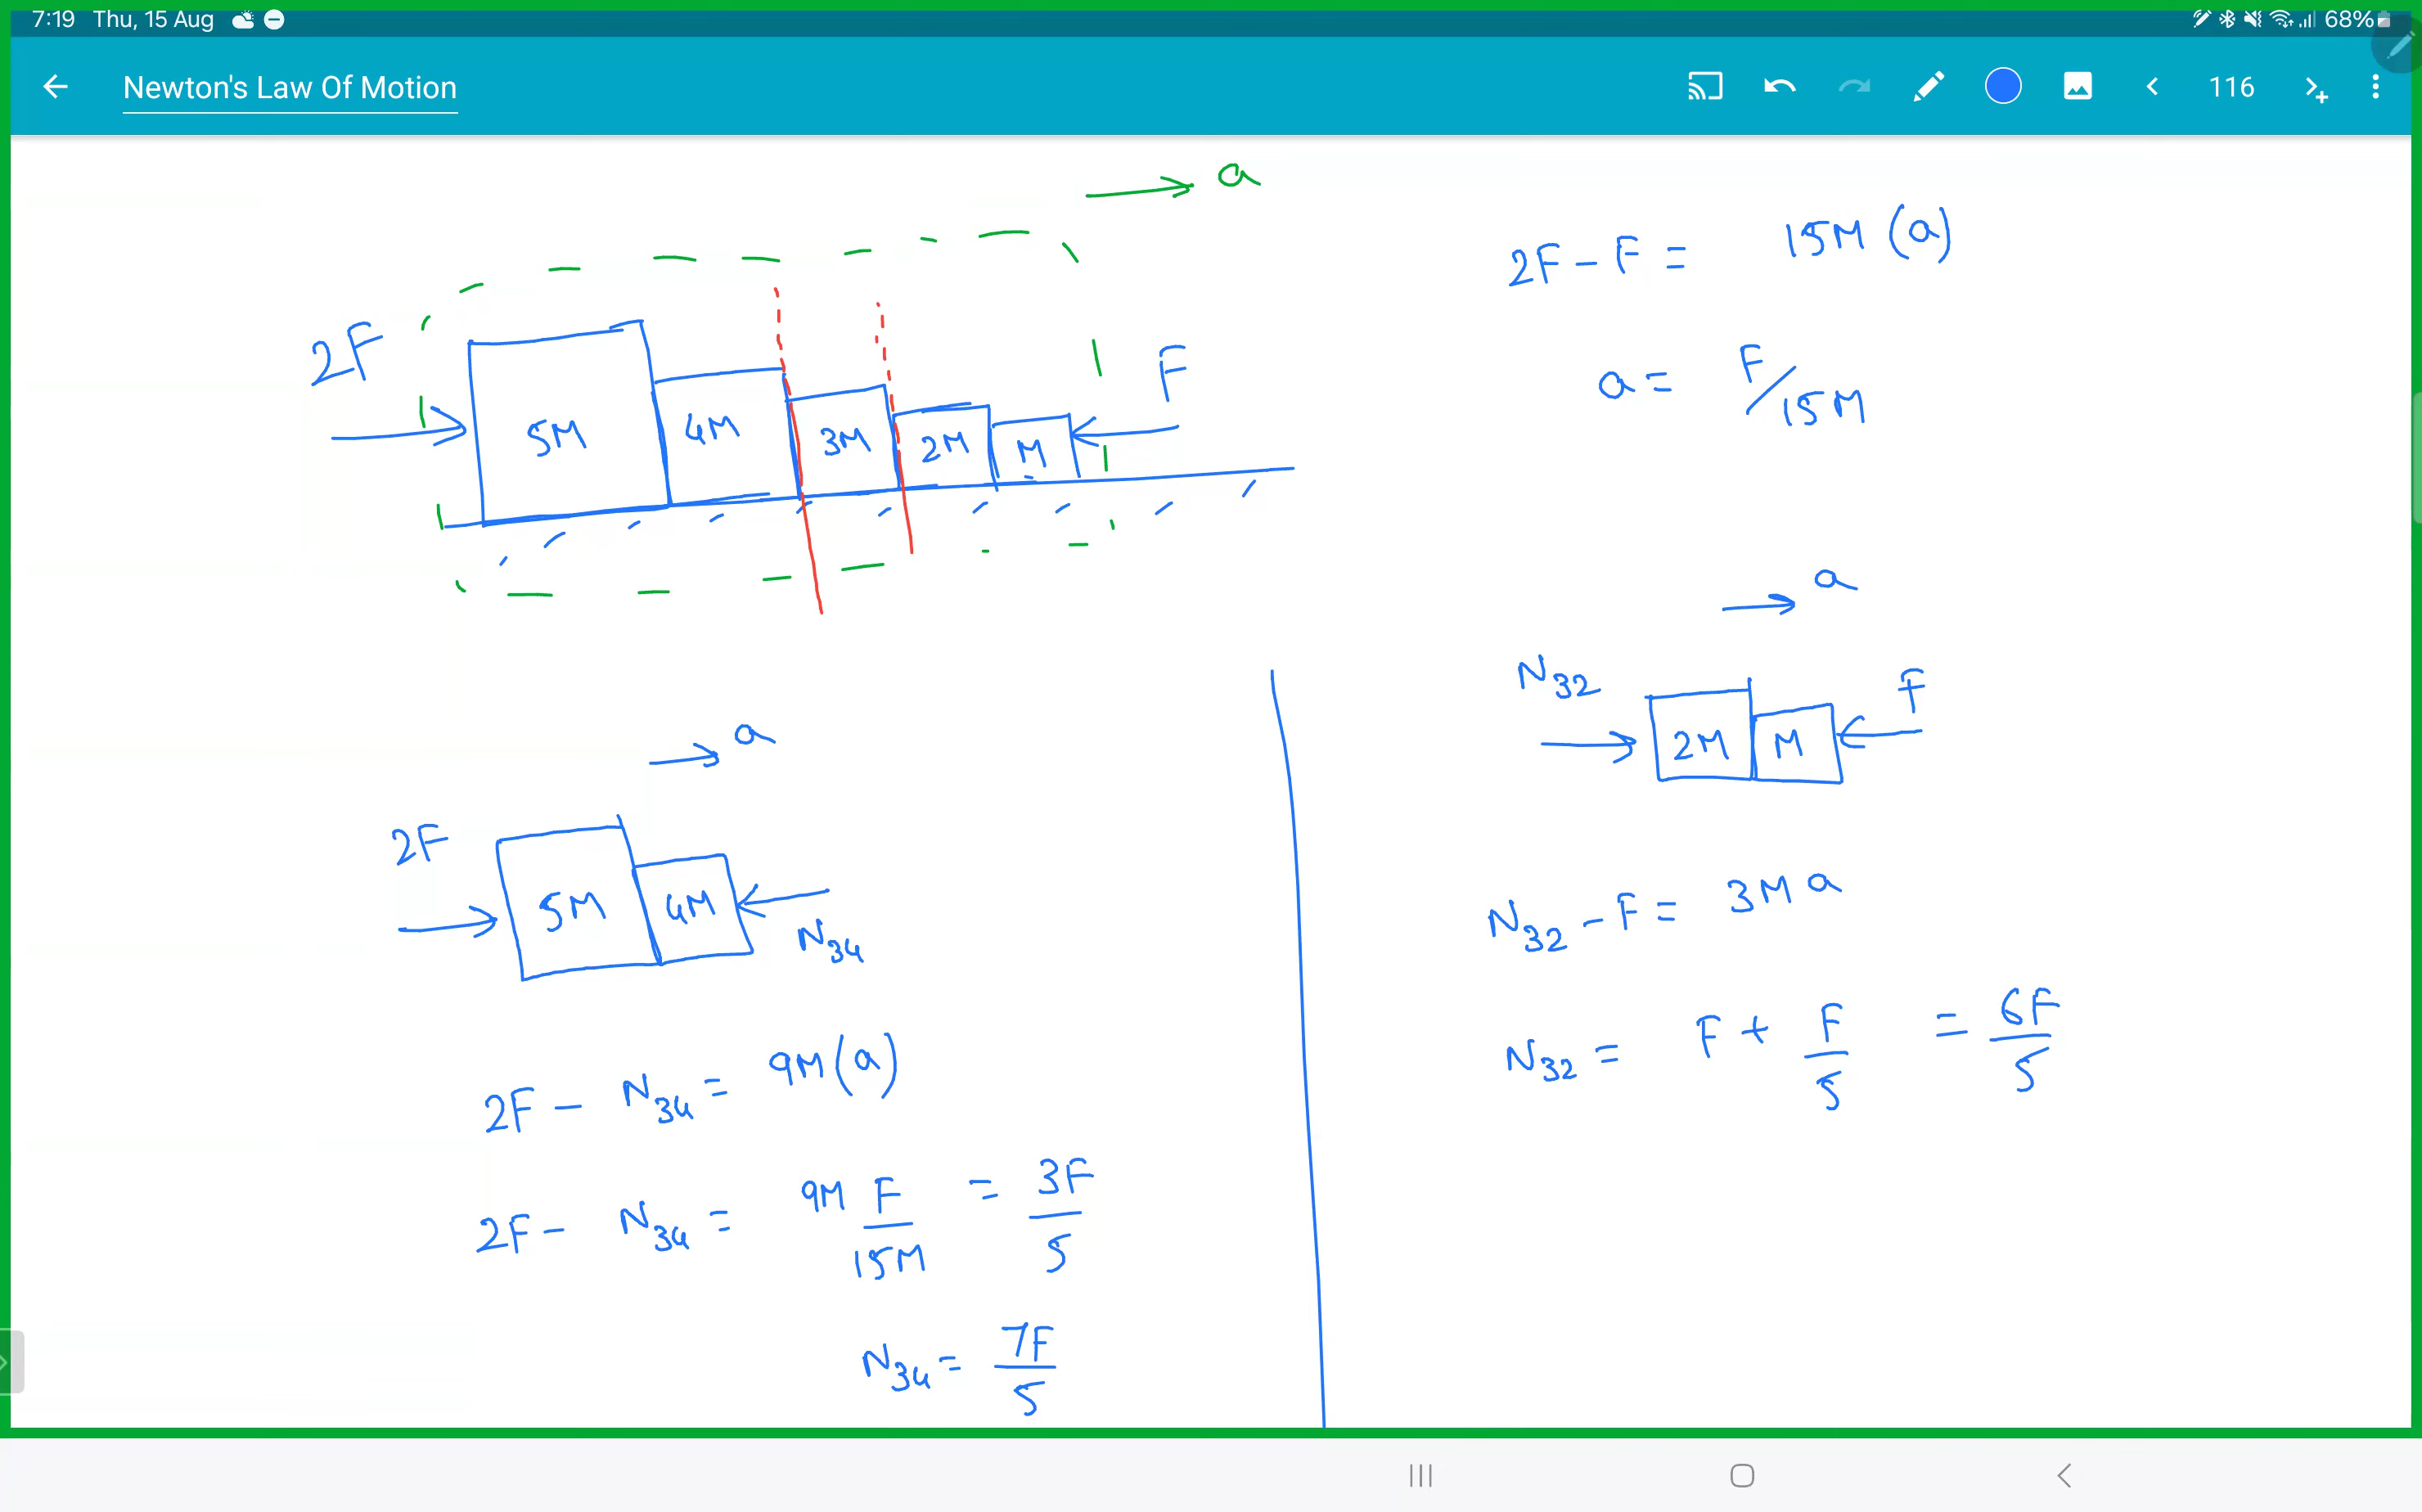 7:19 Thu, 15 Aug
68%
Newton's Law Of Motion
116
a
2F
5M
4M
3M
2M
M
F
2F - F = 15M (a)
a = F/15M
a
2F
5M
4M
N34
2F - N34 = 9M(a)
2F - N34 = 9M F/15M = 3F/5
N34 = 7F/5
a
N32
2M
M
F
N32 - F = 3Ma
N32 = F + F/5 = 6F/5